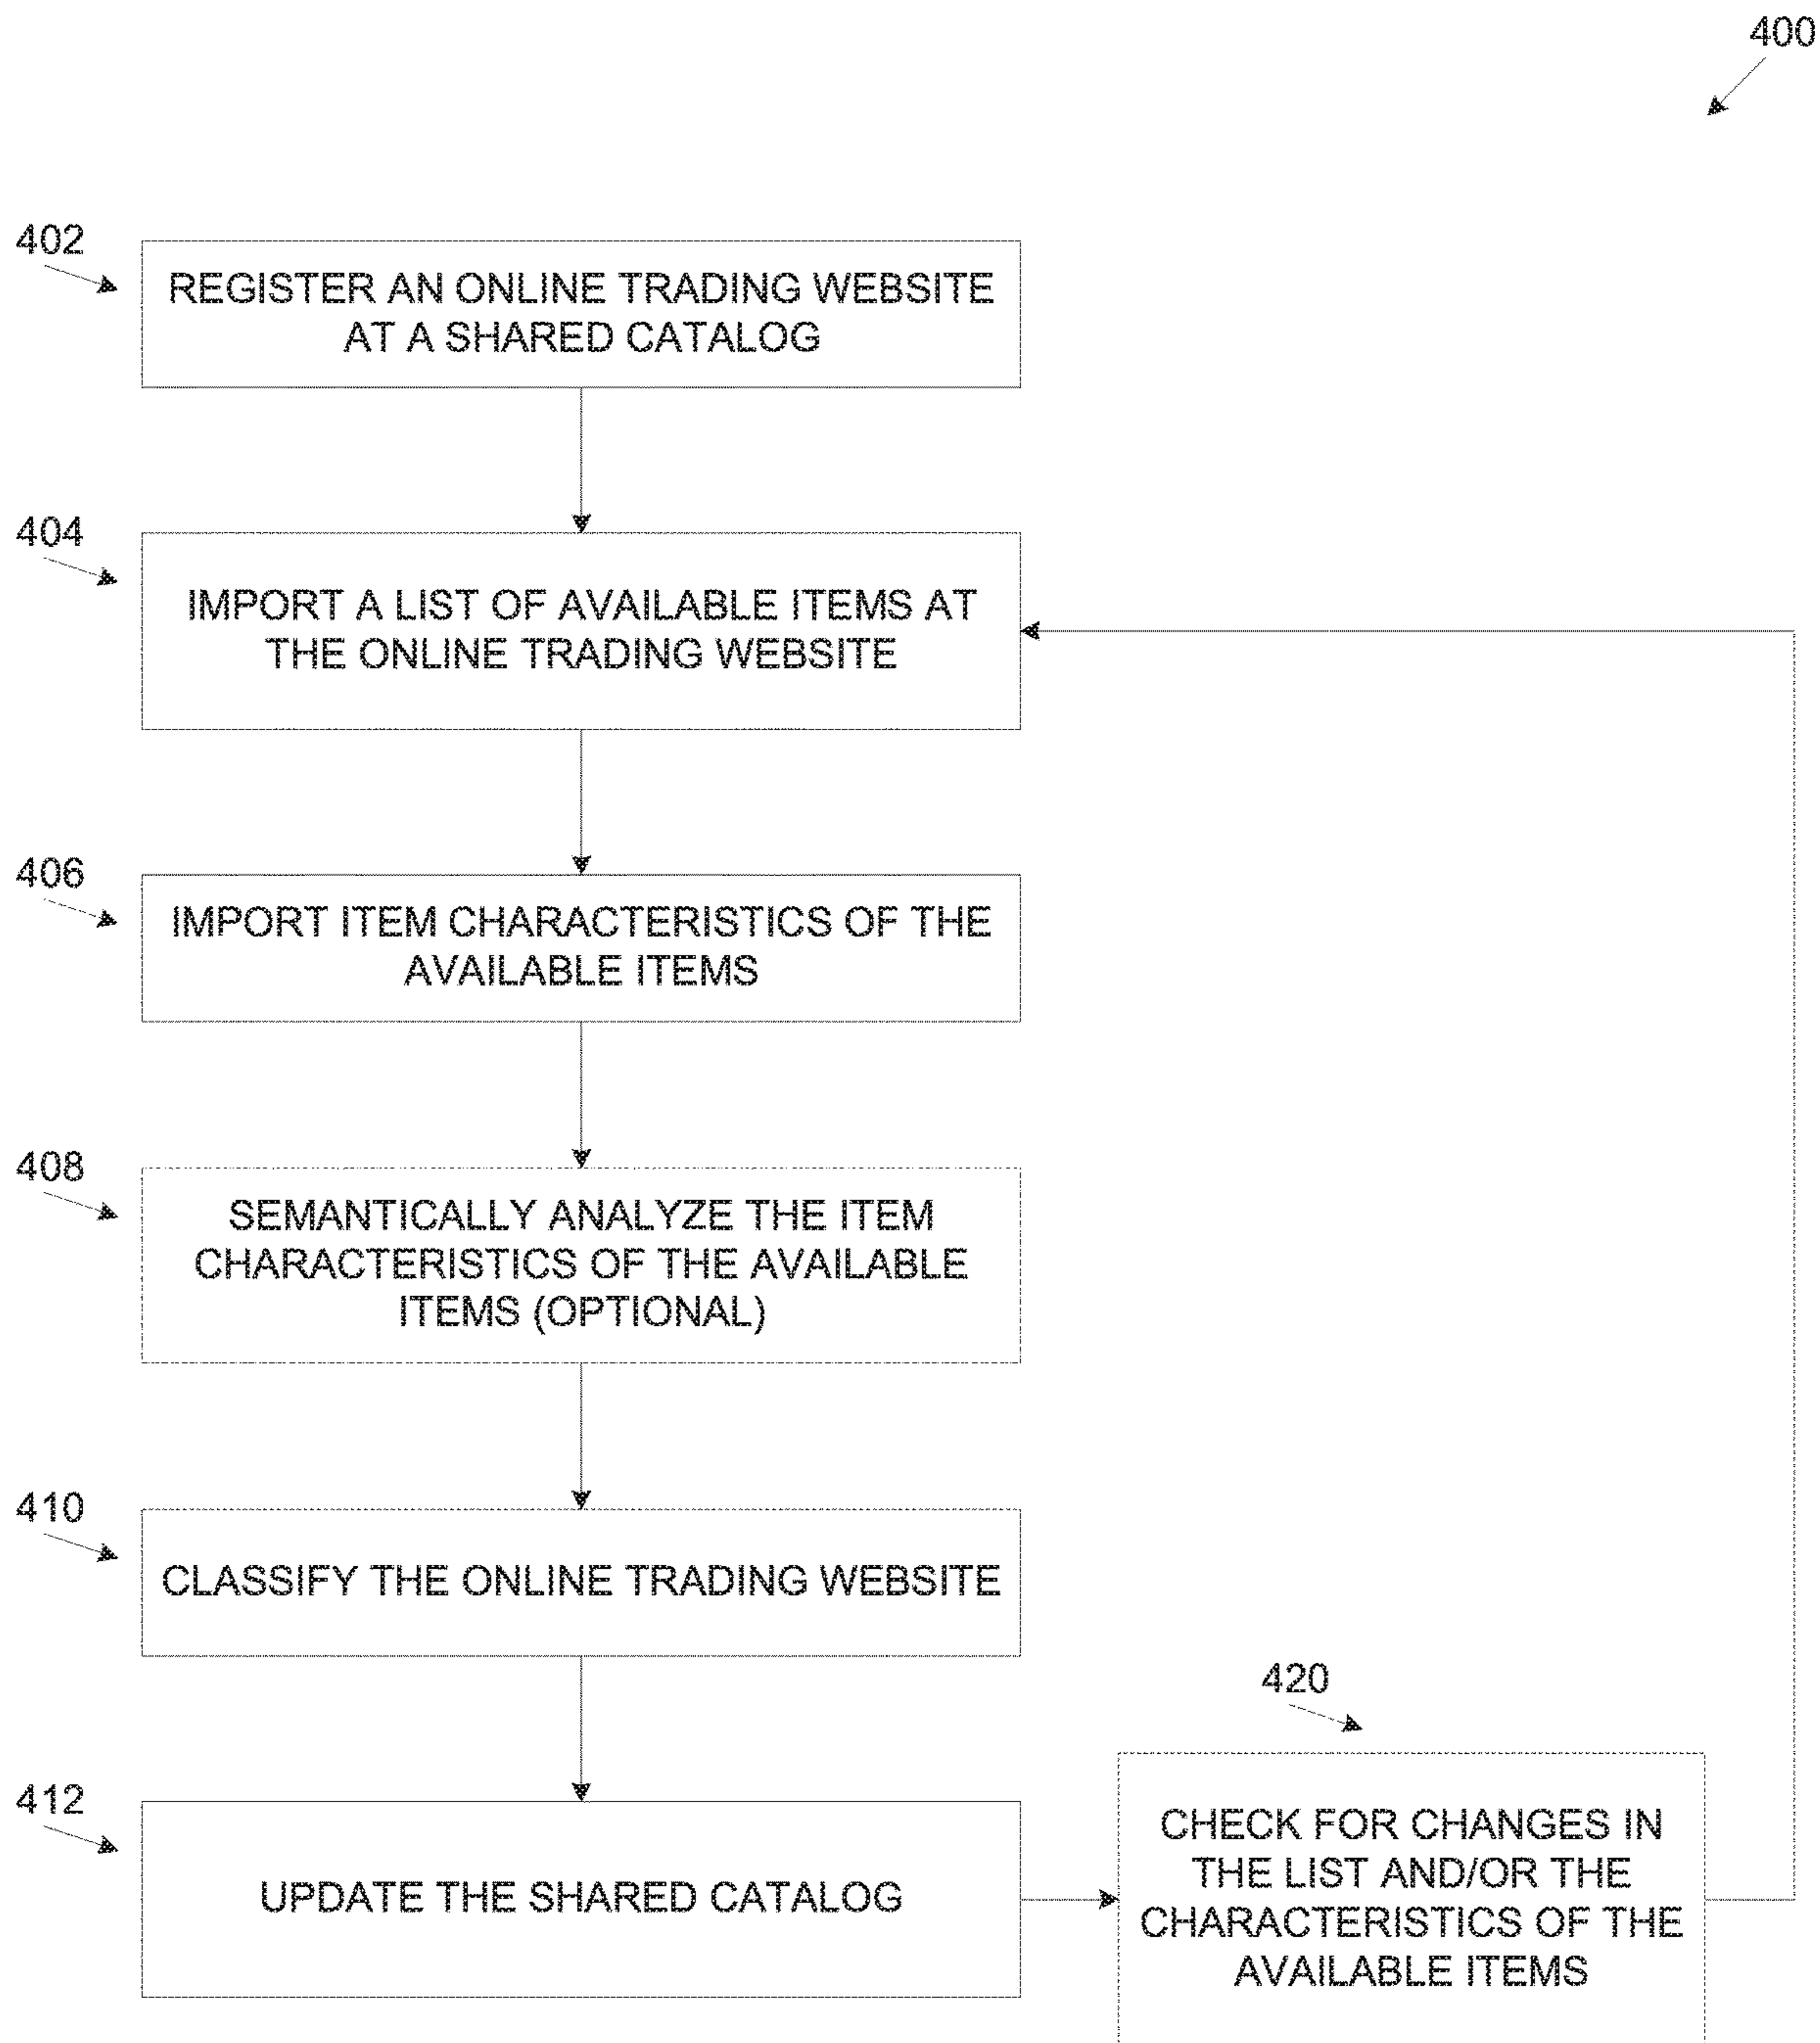 400
402
REGISTER AN ONLINE TRADING WEBSITE
AT A SHARED CATALOG
404
IMPORT A LIST OF AVAILABLE ITEMS AT
THE ONLINE TRADING WEBSITE
406
IMPORT ITEM CHARACTERISTICS OF THE
AVAILABLE ITEMS
408
SEMANTICALLY ANALYZE THE ITEM
CHARACTERISTICS OF THE AVAILABLE
ITEMS (OPTIONAL)
410
CLASSIFY THE ONLINE TRADING WEBSITE
412
UPDATE THE SHARED CATALOG
420
CHECK FOR CHANGES IN
THE LIST AND/OR THE
CHARACTERISTICS OF THE
AVAILABLE ITEMS